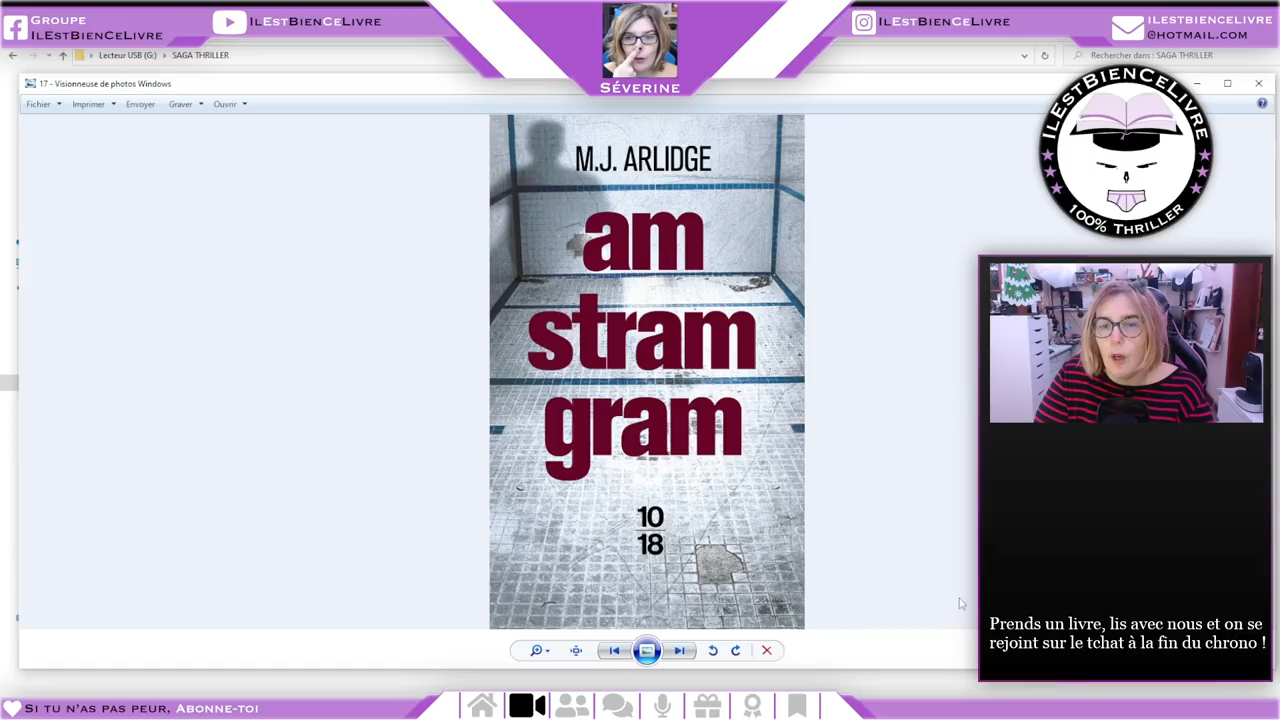 GROUPE
ILESTBIENCELIVRE
ILESTBIENCELIVRE
SÉVERINE
ILESTBIENCELIVRE
ILESTBIENCELIVRE
@HOTMAIL.COM
Lecteur USB (G:) > SAGA THRILLER
Rechercher dans : SAGA THRILLER
17 - Visionneuse de photos Windows
Fichier Imprimer Envoyer Graver Ouvrir
ILESTBIENCELIVRE
100% THRILLER
M.J. ARLIDGE
am
stram
gram
10
18
Prends un livre, lis avec nous et on se
rejoint sur le tchat à la fin du chrono !
SI TU N'AS PAS PEUR, ABONNE-TOI